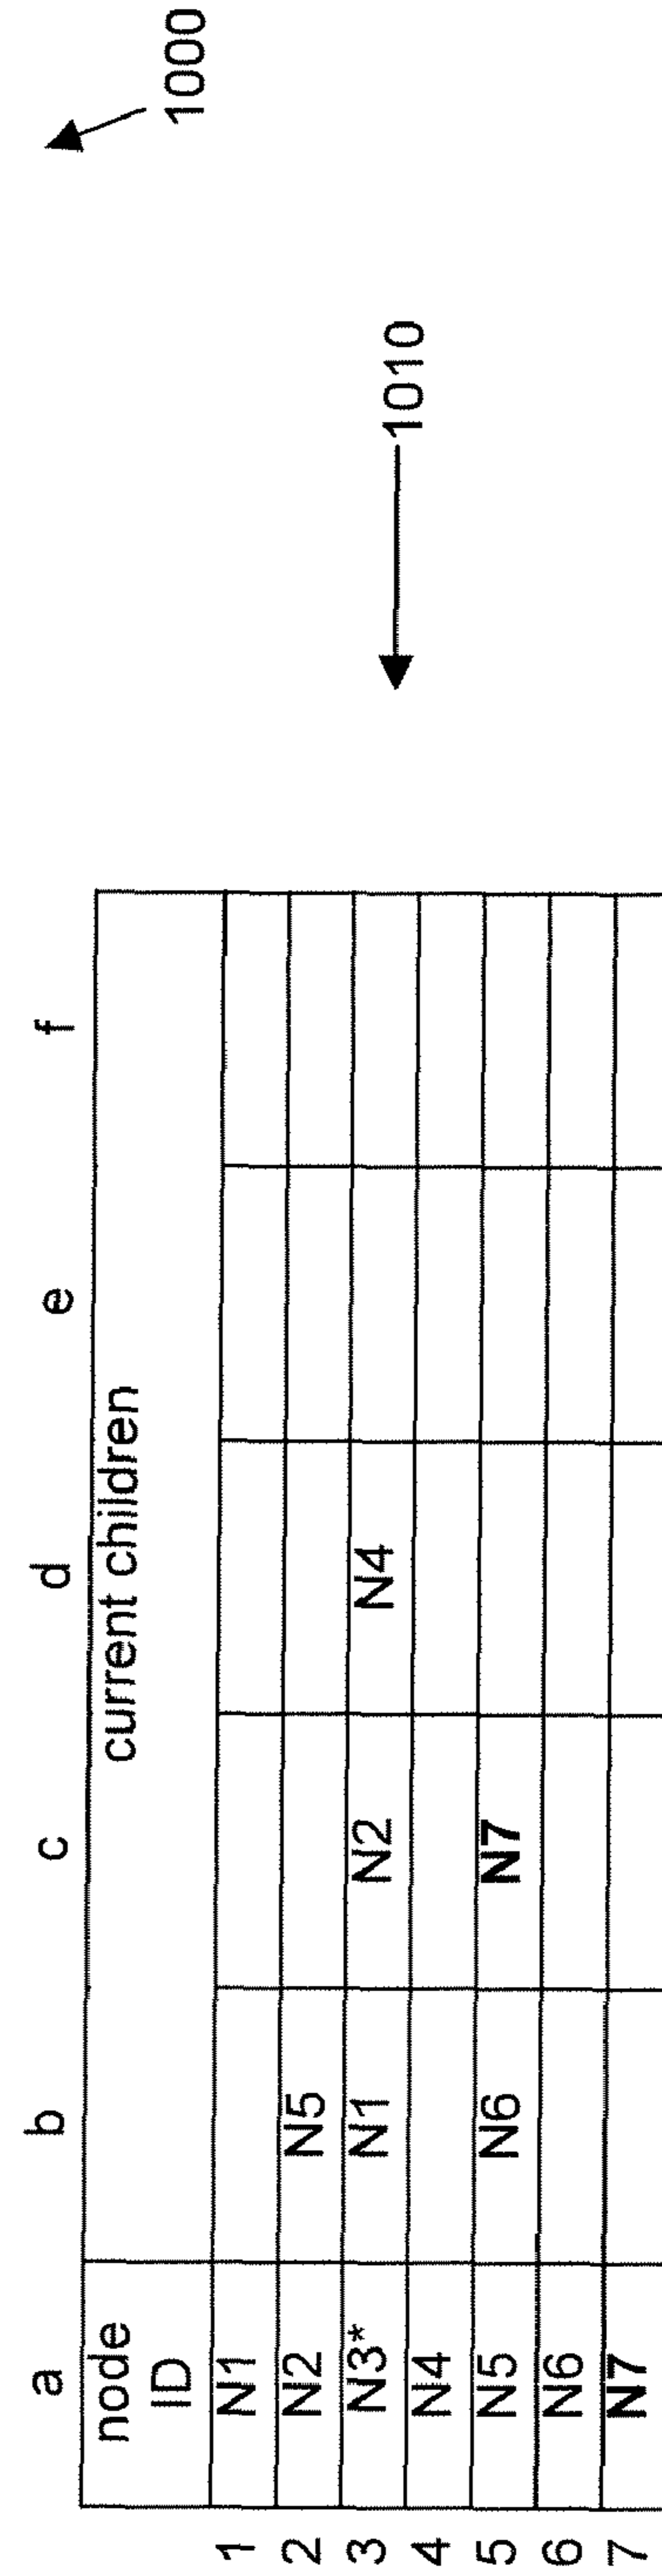 1000
a b c d e f
node ID current children
1 N1
2 N2 N5
3 N3* N1 N2 N4
1010
4 N4
5 N5 N6 N7
6 N6
7 N7